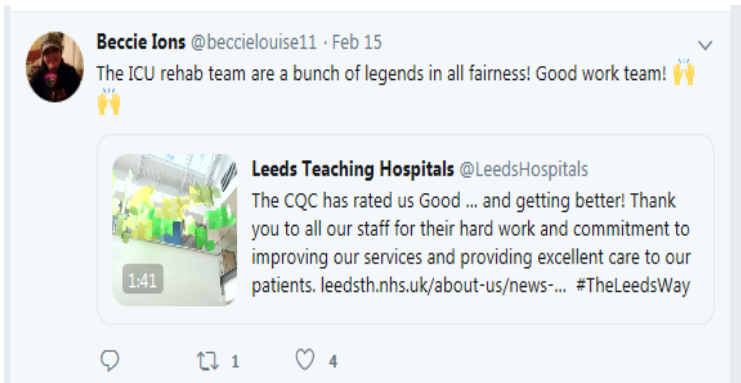 Beccie Ions @beccielouise11 · Feb 15
The ICU rehab team are a bunch of legends in all fairness! Good work team! 🙌
🙌
Leeds Teaching Hospitals @LeedsHospitals
The CQC has rated us Good ... and getting better! Thank
you to all our staff for their hard work and commitment to
improving our services and providing excellent care to our
patients. leedsth.nhs.uk/about-us/news-... #TheLeedsWay
1:41
1 4